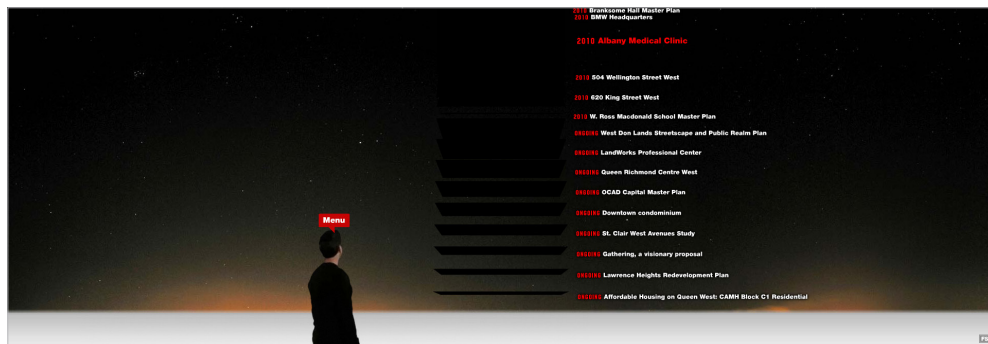 2010 Branksome Hall Master Plan
2010 BMW Headquarters
2010 Albany Medical Clinic
2010 504 Wellington Street West
2010 620 King Street West
2010 W. Ross Macdonald School Master Plan
ONGOING West Don Lands Streetscape and Public Realm Plan
ONGOING LandWorks Professional Center
ONGOING Queen Richmond Centre West
ONGOING OCAD Capital Master Plan
ONGOING Downtown condominium
Menu
ONGOING St. Clair West Avenues Study
ONGOING Gathering, a visionary proposal
ONGOING Lawrence Heights Redevelopment Plan
ONGOING Affordable Housing on Queen West: CAMH Block C1 Residential